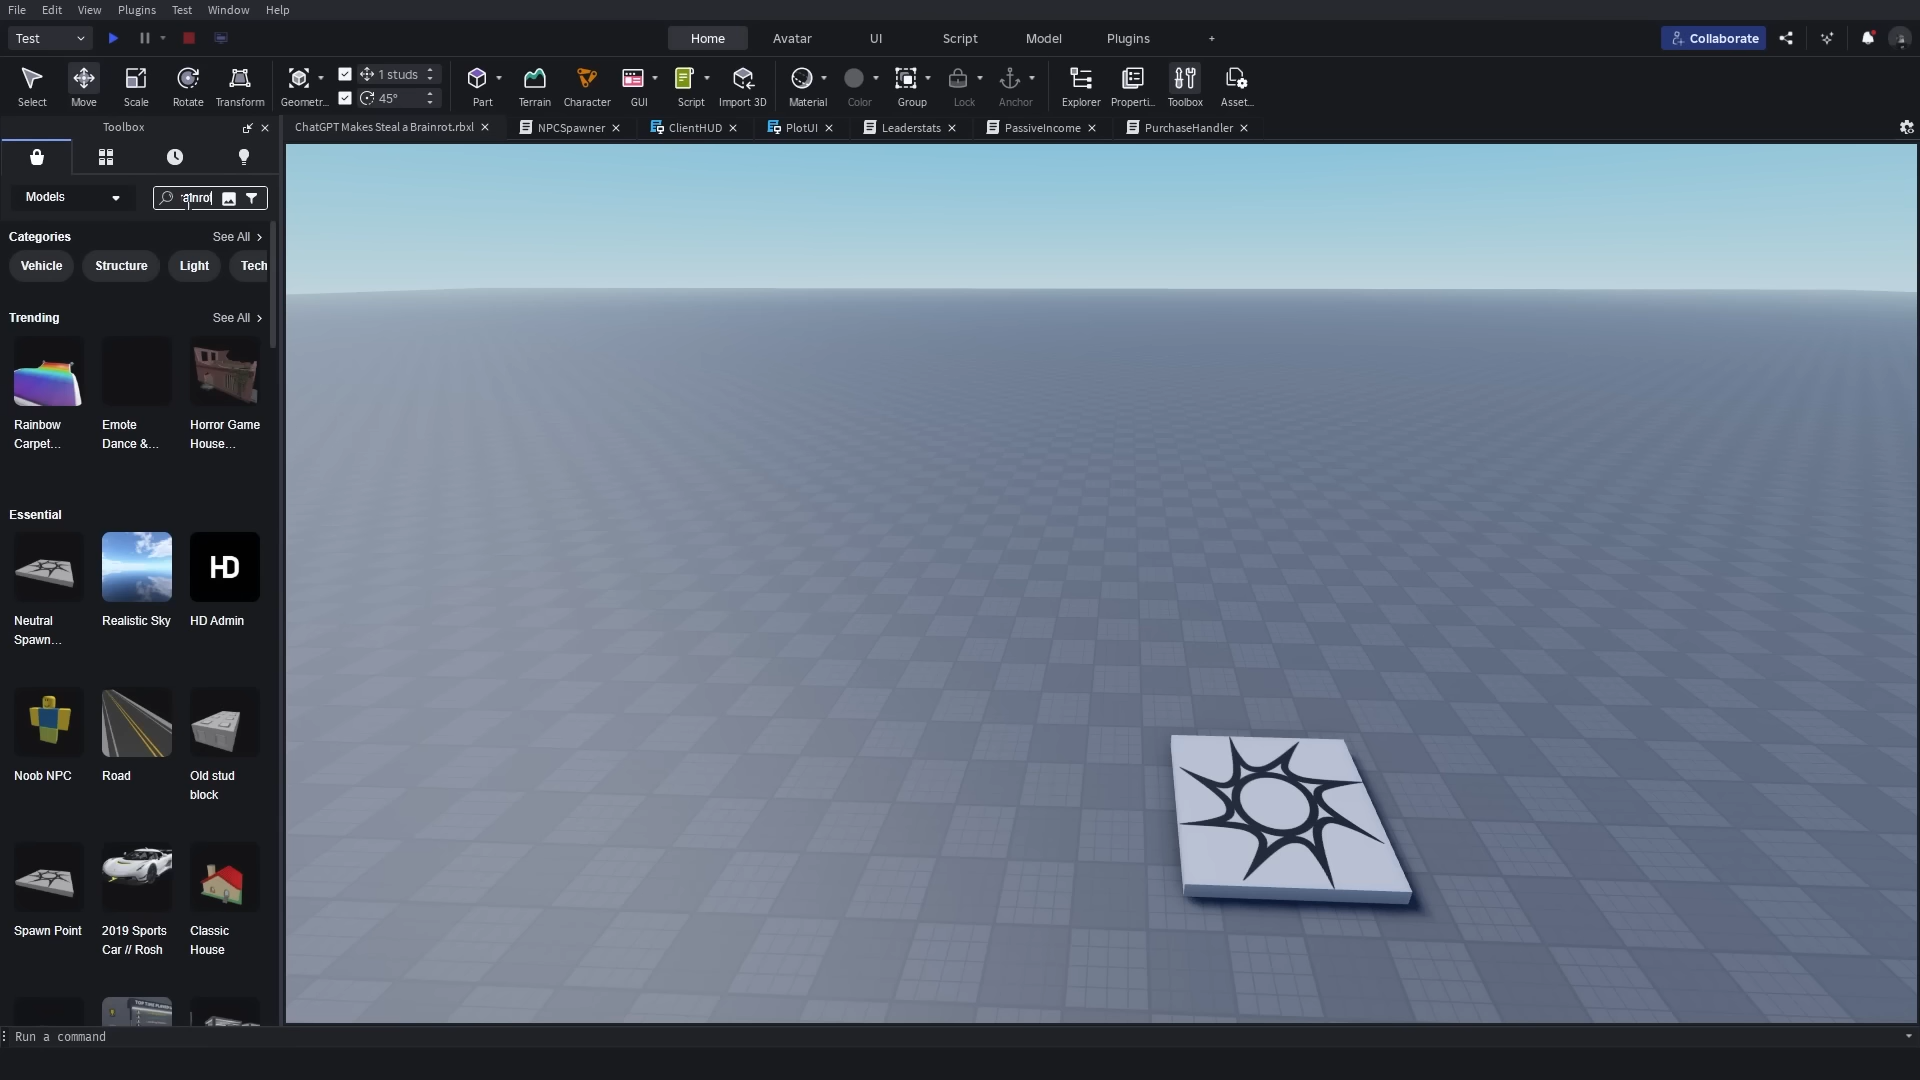 File Edit View Plugins Test Window Help
Test Home Avatar UI Script Model Plugins + Collaborate
1 studs
45°
Select Move Scale Rotate Transform Geometr... Part Terrain Character GUI Script Import 3D Material Color Group Lock Anchor Explorer Properti... Toolbox Asset...
Toolbox ChatGPT Makes Steal a Brainrot.rbxl NPCSpawner ClientHUD PlotUI Leaderstats PassiveIncome PurchaseHandler
Models rainrot
Categories See All
Vehicle Structure Light Tech
Trending See All
Rainbow Carpet...
Emote Dance &...
Horror Game House...
Essential
Neutral Spawn...
Realistic Sky
HD
HD Admin
Noob NPC
Road
Old stud block
Spawn Point
2019 Sports Car // Rosh
Classic House
Run a command